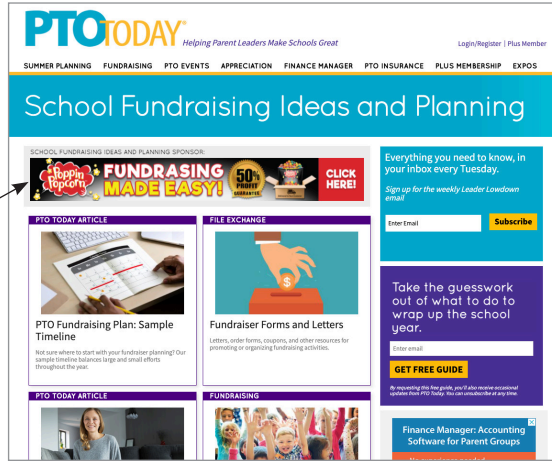 PTO TODAY®
Helping Parent Leaders Make Schools Great
Login/Register | Plus Member
SUMMER PLANNING FUNDRAISING PTO EVENTS APPRECIATION FINANCE MANAGER PTO INSURANCE PLUS MEMBERSHIP EXPOS
School Fundraising Ideas and Planning
SCHOOL FUNDRAISING IDEAS AND PLANNING SPONSOR:
Poppin Popcorn
FUNDRASING
MADE EASY!
50%
PROFIT
GUARANTEE
CLICK
HERE!
PTO TODAY ARTICLE
PTO Fundraising Plan: Sample
Timeline
Not sure where to start with your fundraiser planning? Our
sample timeline balances large and small efforts
throughout the year.
FILE EXCHANGE
$
Fundraiser Forms and Letters
Letters, order forms, coupons, and other resources for
promoting or organizing fundraising activities.
PTO TODAY ARTICLE
FUNDRAISING
Everything you need to know, in
your inbox every Tuesday.
Sign up for the weekly Leader Lowdown
email
Enter Email
Subscribe
Take the guesswork
out of what to do to
wrap up the school
year.
Enter email
GET FREE GUIDE
By requesting this free guide, you'll also receive occasional
updates from PTO Today. You can unsubscribe at any time.
Finance Manager: Accounting
Software for Parent Groups